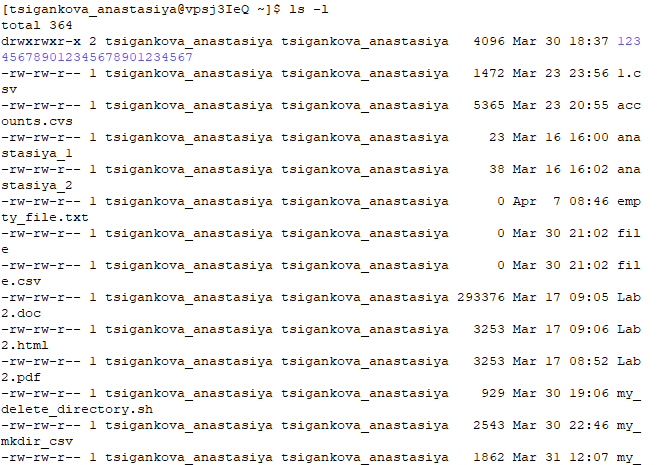 [tsigankova_anastasiya@vpsj3IeQ ~]$ ls -l
total 364
drwxrwxr-x 2 tsigankova_anastasiya tsigankova_anastasiya   4096 Mar 30 18:37 123
456789012345678901234567
-rw-rw-r-- 1 tsigankova_anastasiya tsigankova_anastasiya   1472 Mar 23 23:56 1.c
sv
-rw-rw-r-- 1 tsigankova_anastasiya tsigankova_anastasiya   5365 Mar 23 20:55 acc
ounts.cvs
-rw-rw-r-- 1 tsigankova_anastasiya tsigankova_anastasiya     23 Mar 16 16:00 ana
stasiya_1
-rw-rw-r-- 1 tsigankova_anastasiya tsigankova_anastasiya     38 Mar 16 16:02 ana
stasiya_2
-rw-rw-r-- 1 tsigankova_anastasiya tsigankova_anastasiya      0 Apr  7 08:46 emp
ty_file.txt
-rw-rw-r-- 1 tsigankova_anastasiya tsigankova_anastasiya      0 Mar 30 21:02 fil
e
-rw-rw-r-- 1 tsigankova_anastasiya tsigankova_anastasiya      0 Mar 30 21:02 fil
e.csv
-rw-rw-r-- 1 tsigankova_anastasiya tsigankova_anastasiya 293376 Mar 17 09:05 Lab
2.doc
-rw-rw-r-- 1 tsigankova_anastasiya tsigankova_anastasiya   3253 Mar 17 09:06 Lab
2.html
-rw-rw-r-- 1 tsigankova_anastasiya tsigankova_anastasiya   3253 Mar 17 08:52 Lab
2.pdf
-rw-rw-r-- 1 tsigankova_anastasiya tsigankova_anastasiya    929 Mar 30 19:06 my_
delete_directory.sh
-rw-rw-r-- 1 tsigankova_anastasiya tsigankova_anastasiya   2543 Mar 30 22:46 my_
mkdir_csv
-rw-rw-r-- 1 tsigankova_anastasiya tsigankova_anastasiya   1862 Mar 31 12:07 my_